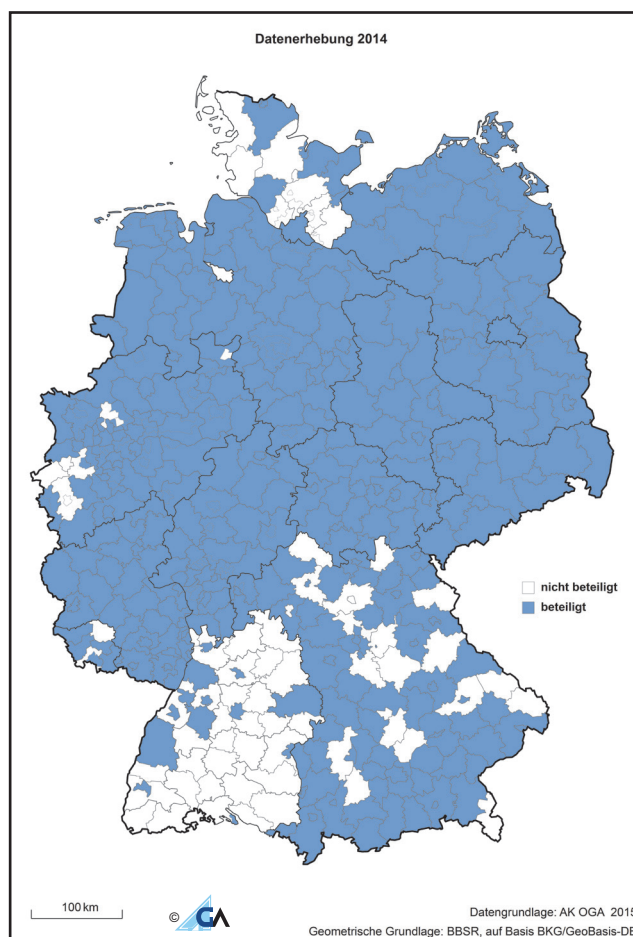 Datenerhebung 2014
nicht beteiligt
beteiligt
100 km
© GA
Datengrundlage: AK OGA 2015
Geometrische Grundlage: BBSR, auf Basis BKG/GeoBasis-DE